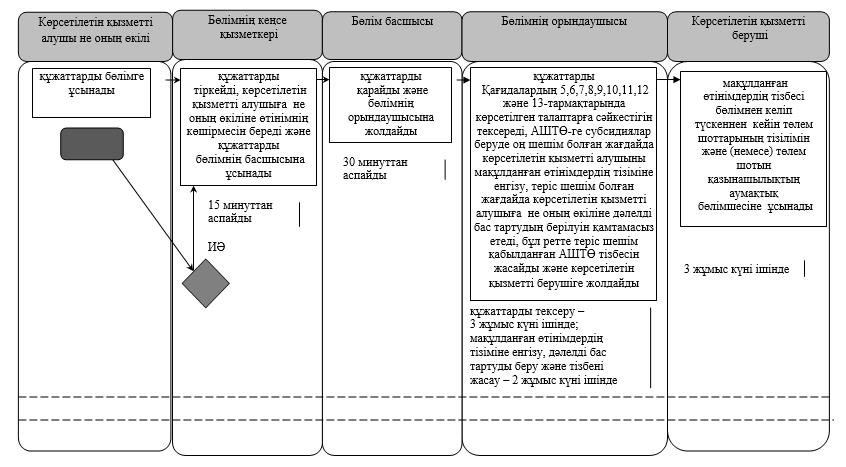 Көрсетілетін қызметті
алушы не оның өкілі
Бөлімнің кеңсе
қызметкері
Бөлім басшысы
Бөлімнің орындаушысы
Көрсетілетін қызметті
беруші
құжаттарды бөлімге
ұсынады
құжаттарды
тіркейді, көрсетілетін
қызметті алушыға не
оның өкіліне өтінімнің
көшірмесін береді және
құжаттарды
бөлімнің басшысына
ұсынады
15 минуттан
аспайды
ИӘ
құжаттарды
қарайды және
бөлімнің
орындаушысына
жолдайды
30 минуттан
аспайды
құжаттарды
Қағидалардың 5,6,7,8,9,10,11,12
және 13-тармақтарында
көрсетілген талаптарға сәйкестігін
тексереді, АШТӨ-ге субсидиялар
беруде оң шешім болған жағдайда
көрсетілетін қызметті алушыны
мақұлданған өтінімдердің тізіміне
енгізу, теріс шешім болған
жағдайда көрсетілетін қызметті
алушыға не оның өкіліне дәлелді
бас тартудың берілуін қамтамасыз
етеді, бұл ретте теріс шешім
қабылданған АШТӨ тізбесін
жасайды және көрсетілетін
қызметті берушіге жолдайды
құжаттарды тексеру –
3 жұмыс күні ішінде;
мақұлданған өтінімдердің
тізіміне енгізу, дәлелді бас
тартуды беру және тізбені
жасау – 2 жұмыс күні ішінде
мақұлданған
өтінімдердің тізбесі
бөлімнен келіп
түскеннен кейін төлем
шоттарының тізілімін
және (немесе) төлем
шотын
қазынашылықтың
аумақтық
бөлімшесіне ұсынады
3 жұмыс күні ішінде